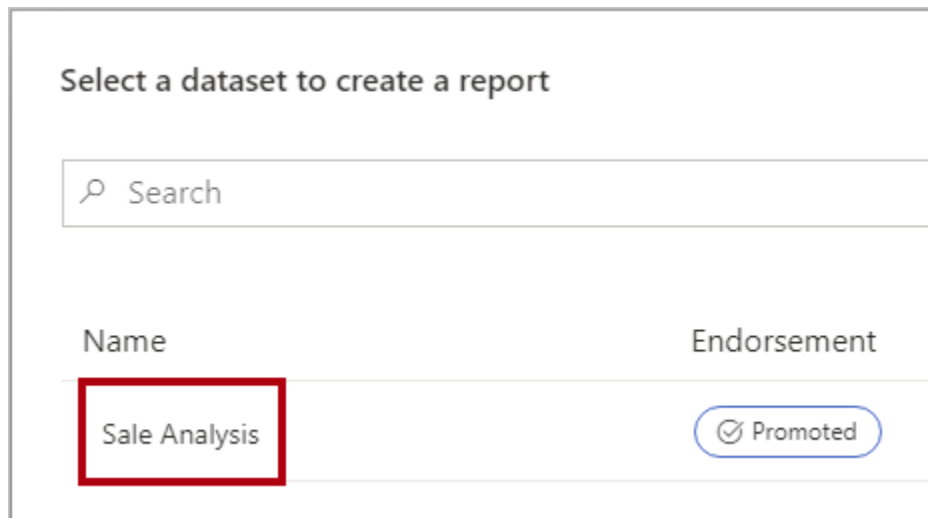 Select a dataset to create a report
Search
Name Endorsement
Sale Analysis Promoted